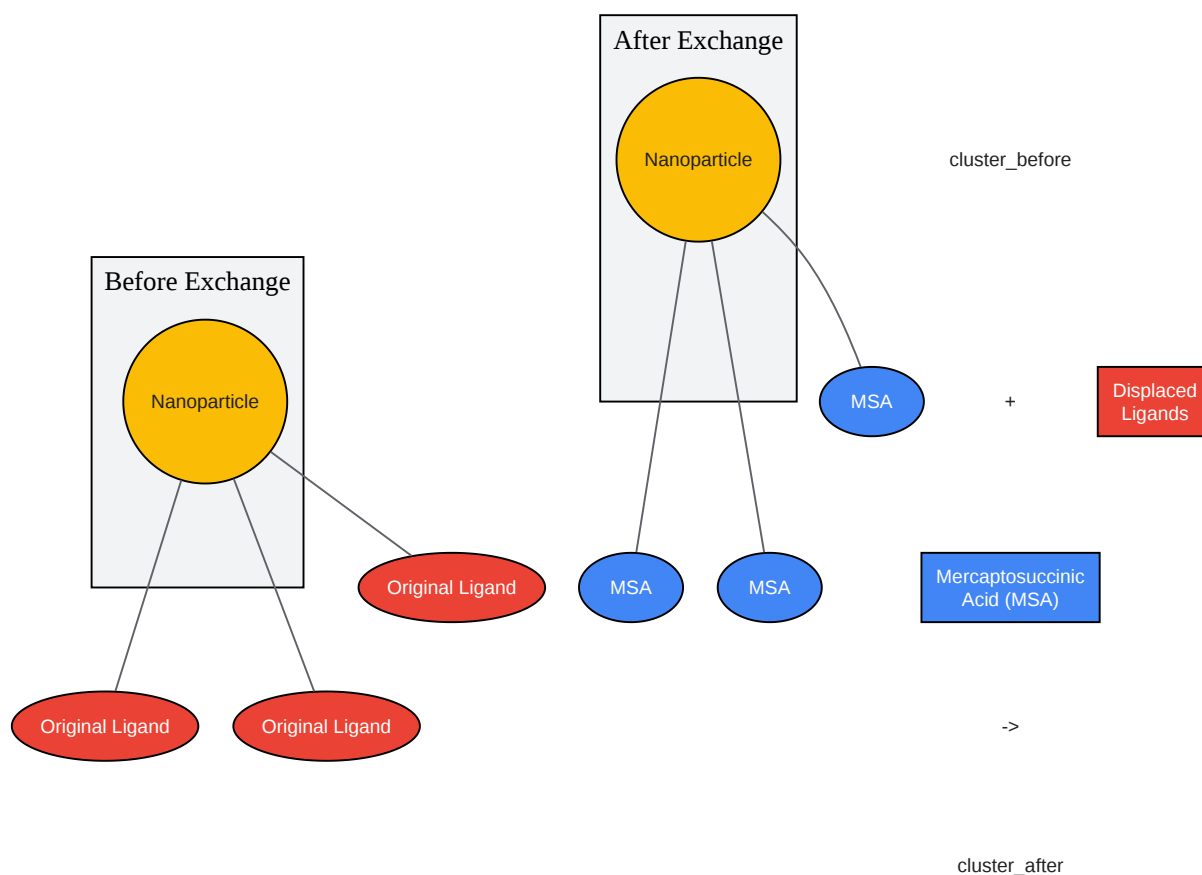 After Exchange
Nanoparticle
cluster_before
Before Exchange
Nanoparticle
MSA
+
Displaced
Ligands
Original Ligand
MSA
MSA
Mercaptosuccinic
Acid (MSA)
Original Ligand
Original Ligand
->
cluster_after